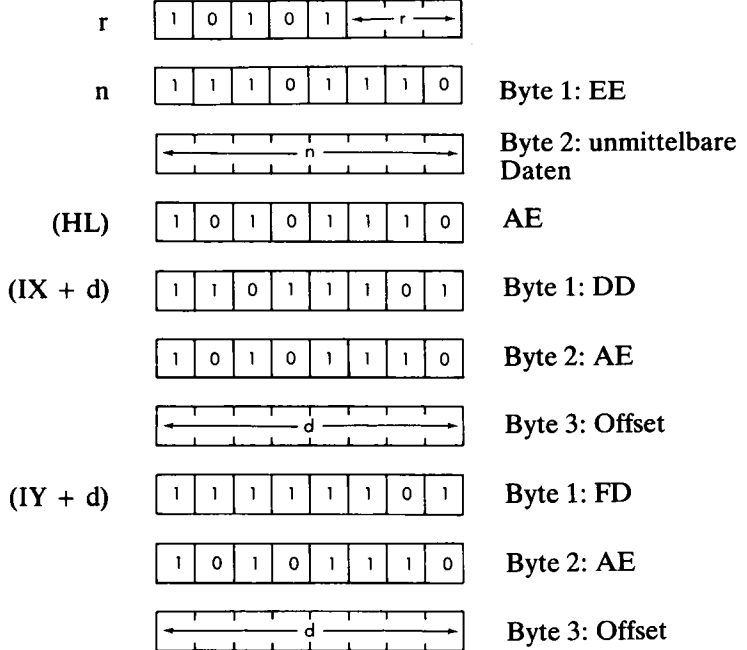 r 1 0 1 0 1 r
n 1 1 1 0 1 1 1 0 Byte 1: EE
n Byte 2: unmittelbare
Daten
(HL) 1 0 1 0 1 1 1 0 AE
(IX + d) 1 1 0 1 1 1 0 1 Byte 1: DD
1 0 1 0 1 1 1 0 Byte 2: AE
d Byte 3: Offset
(IY + d) 1 1 1 1 1 1 0 1 Byte 1: FD
1 0 1 0 1 1 1 0 Byte 2: AE
d Byte 3: Offset